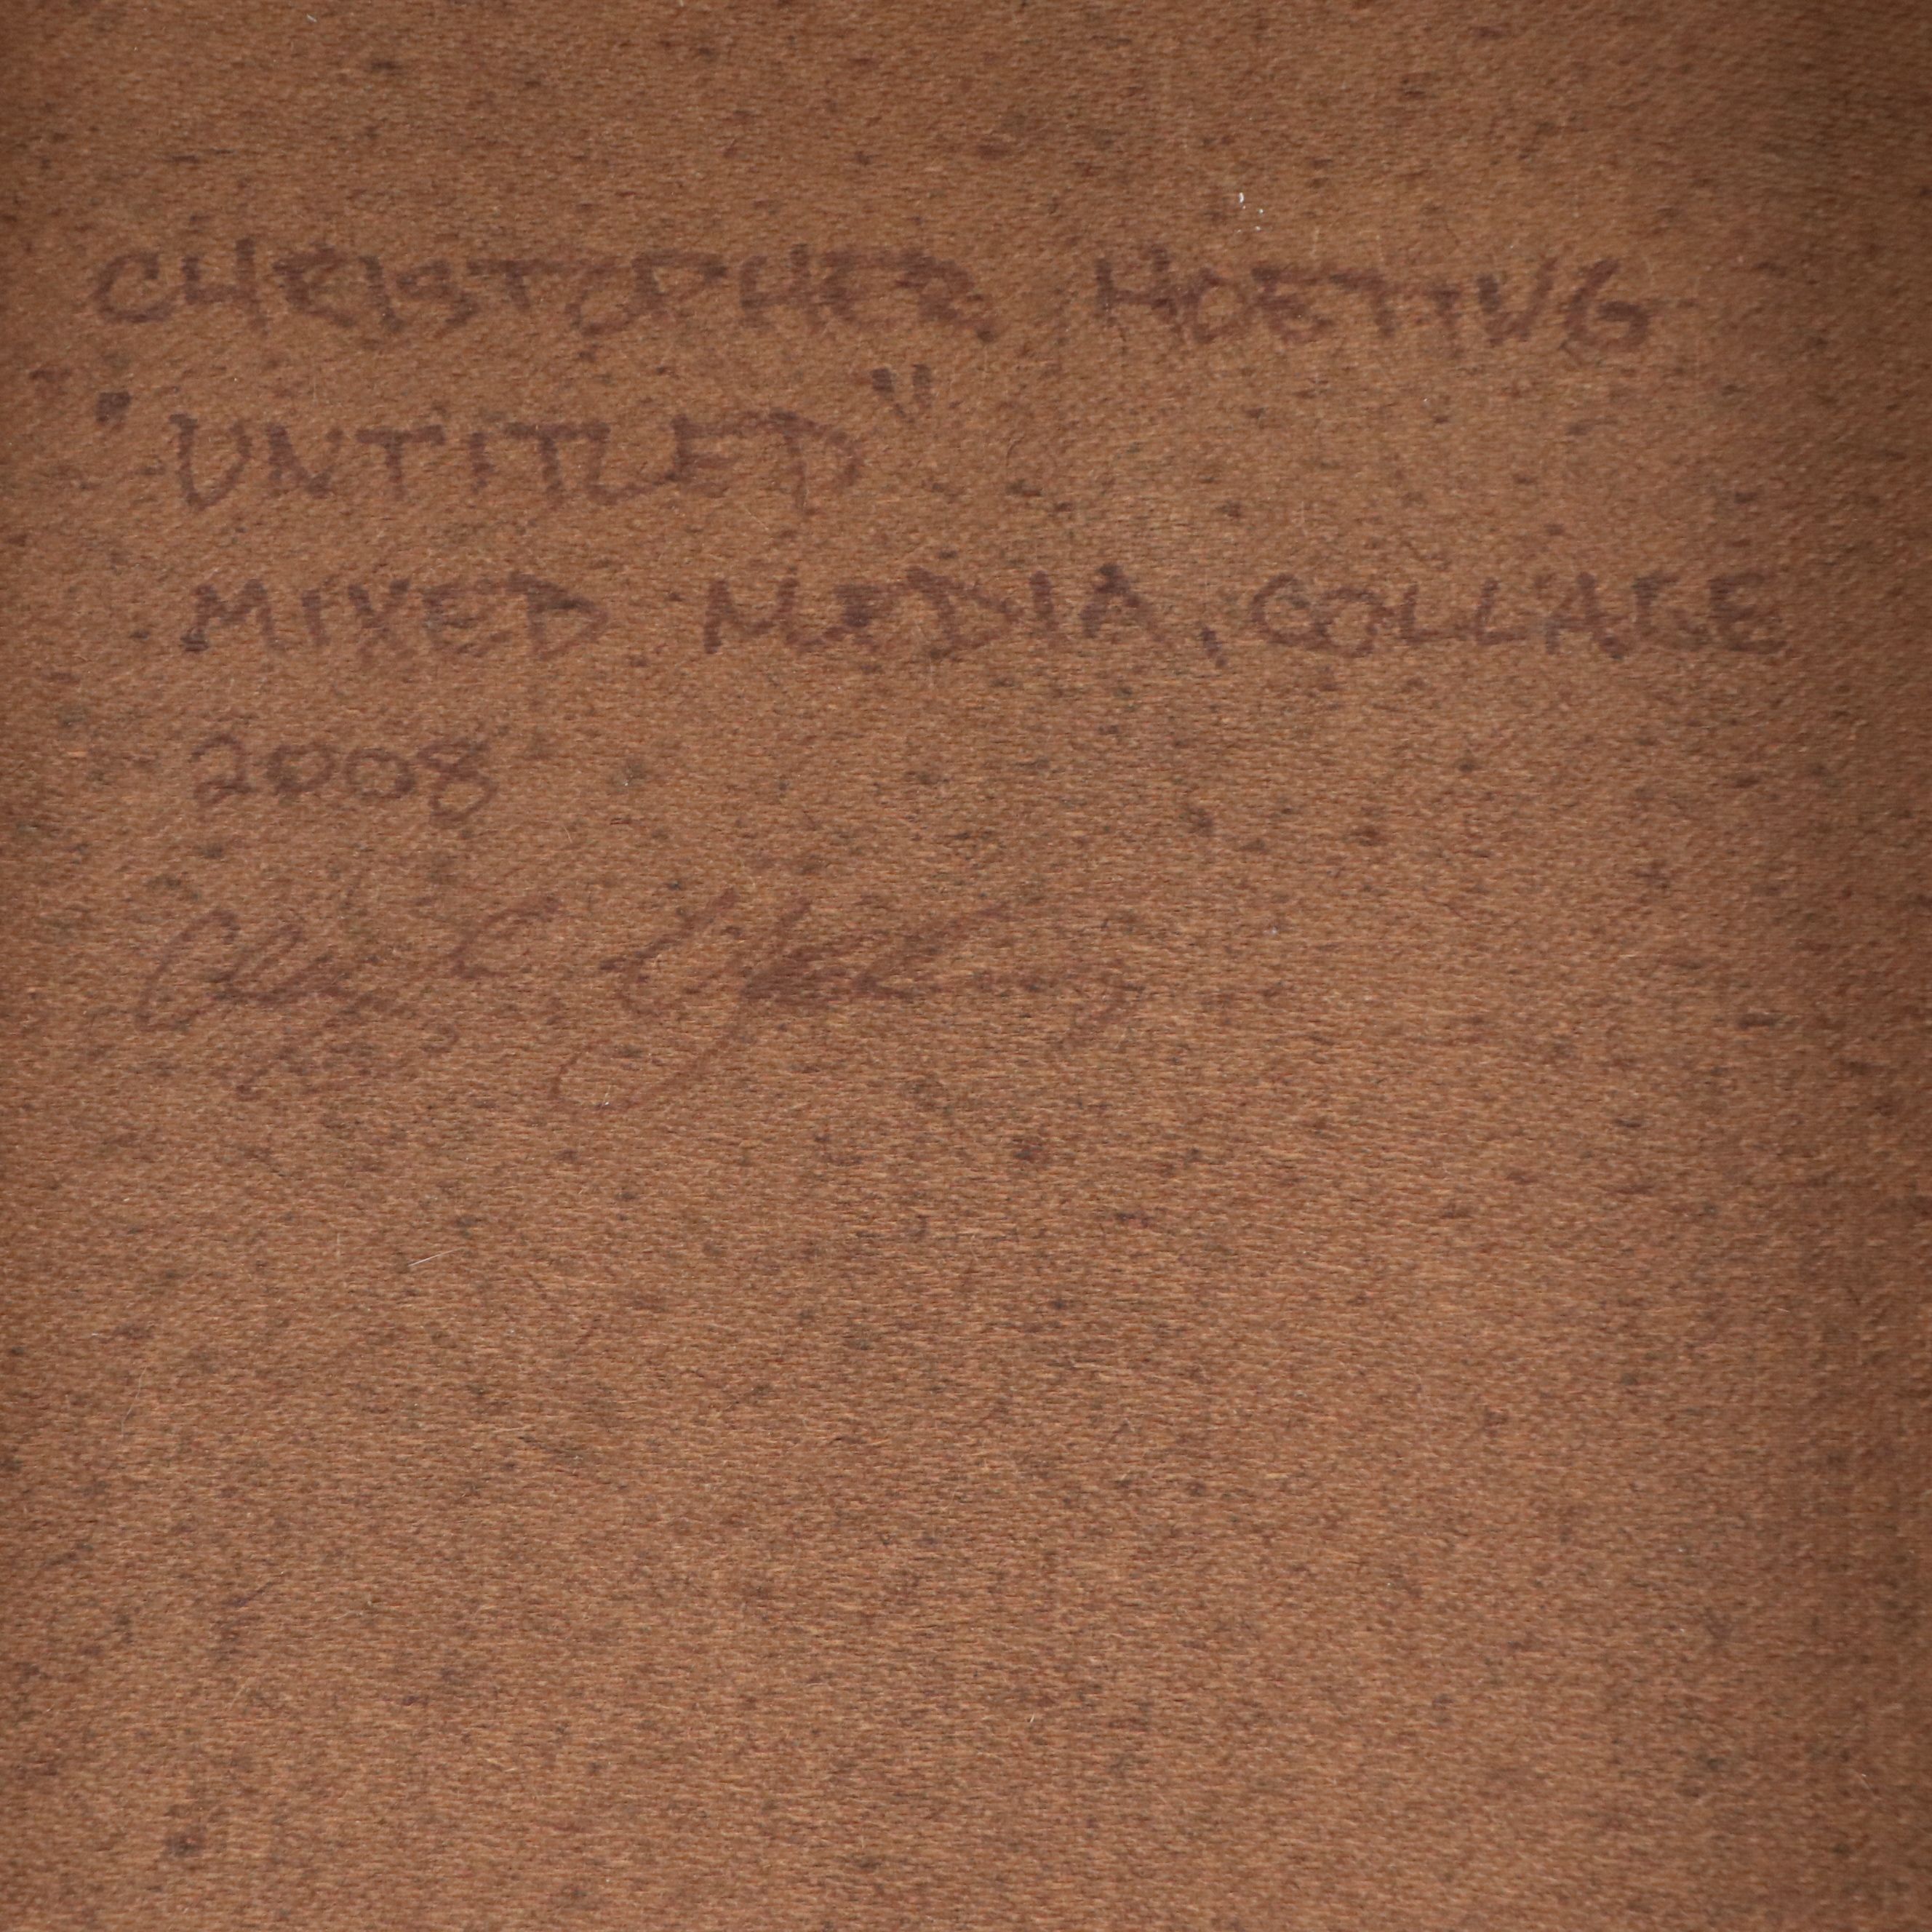 CHRISTOPHER HOETING
"UNTITLED"
MIXED MEDIA, COLLAGE
2008